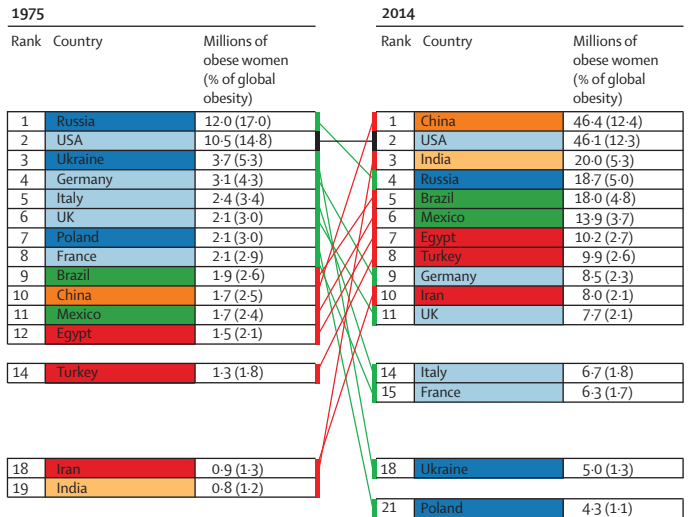 1975
Rank Country Millions of
obese women
(% of global
obesity)
1 Russia 12·0 (17·0)
2 USA 10·5 (14·8)
3 Ukraine 3·7 (5·3)
4 Germany 3·1 (4·3)
5 Italy 2·4 (3·4)
6 UK 2·1 (3·0)
7 Poland 2·1 (3·0)
8 France 2·1 (2·9)
9 Brazil 1·9 (2·6)
10 China 1·7 (2·5)
11 Mexico 1·7 (2·4)
12 Egypt 1·5 (2·1)
14 Turkey 1·3 (1·8)
18 Iran 0·9 (1·3)
19 India 0·8 (1·2)
2014
Rank Country Millions of
obese women
(% of global
obesity)
1 China 46·4 (12·4)
2 USA 46·1 (12·3)
3 India 20·0 (5·3)
4 Russia 18·7 (5·0)
5 Brazil 18·0 (4·8)
6 Mexico 13·9 (3·7)
7 Egypt 10·2 (2·7)
8 Turkey 9·9 (2·6)
9 Germany 8·5 (2·3)
10 Iran 8·0 (2·1)
11 UK 7·7 (2·1)
14 Italy 6·7 (1·8)
15 France 6·3 (1·7)
18 Ukraine 5·0 (1·3)
21 Poland 4·3 (1·1)